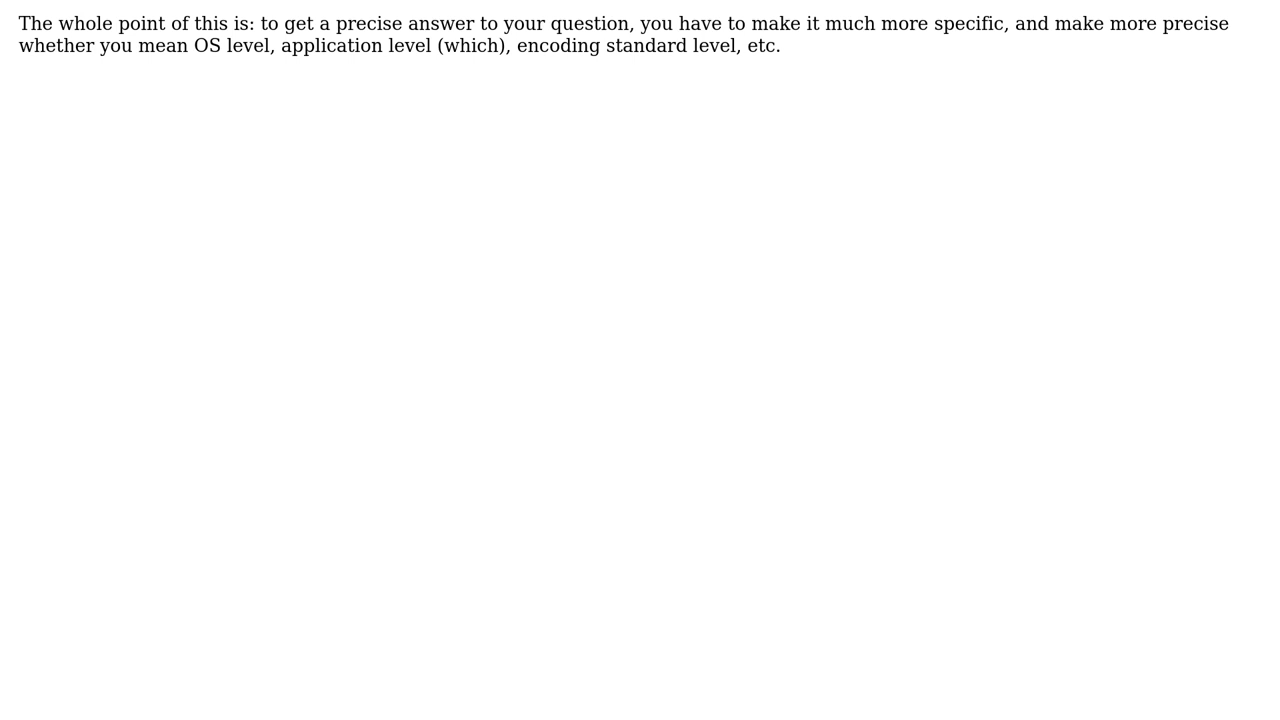 The whole point of this is: to get a precise answer to your question, you have to make it much more specific, and make more precise
whether you mean OS level, application level (which), encoding standard level, etc.